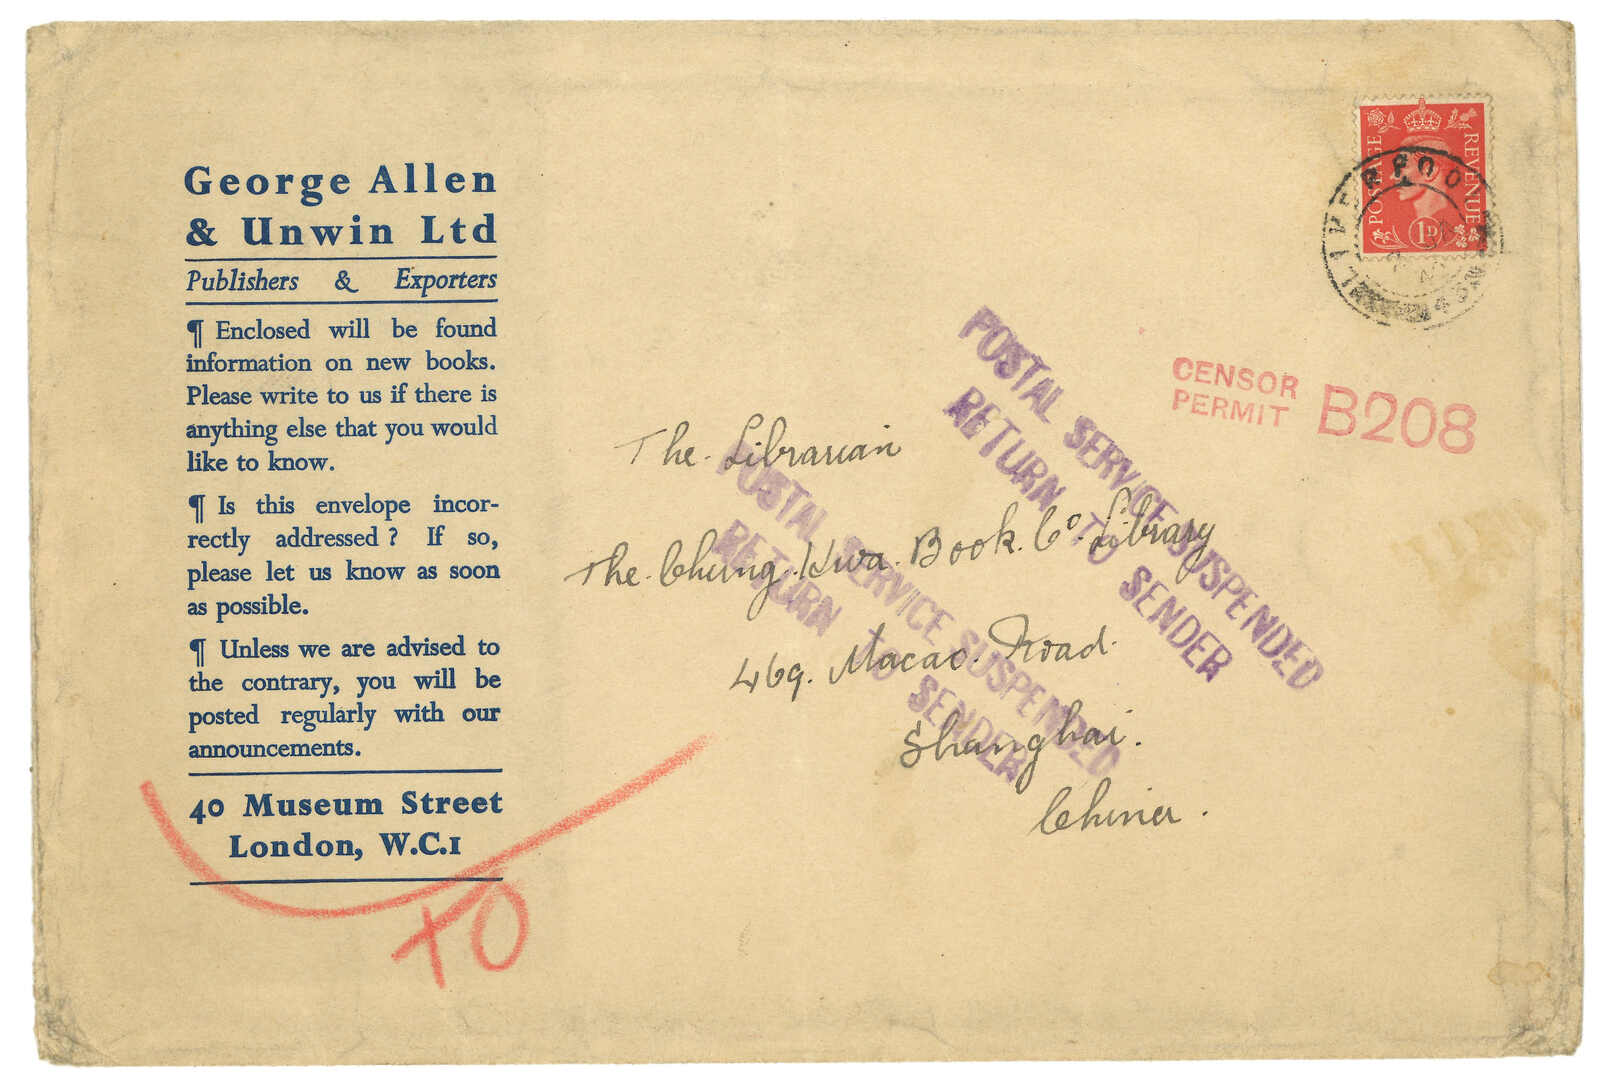 George Allen
& Unwin Ltd
Publishers & Exporters
¶ Enclosed will be found
information on new books.
Please write to us if there is
anything else that you would
like to know.
¶ Is this envelope incor-
rectly addressed? If so,
please let us know as soon
as possible.
¶ Unless we are advised to
the contrary, you will be
posted regularly with our
announcements.
40 Museum Street
London, W.C.1
TO
POSTAGE REVENUE
1D
LIVERPOOL
CENSOR
PERMIT B208
POSTAL SERVICE SUSPENDED
RETURN TO SENDER
POSTAL SERVICE SUSPENDED
RETURN TO SENDER
The Librarian
The Chung Hwa Book Co Library
469. Macao. Road.
Shanghai.
China.